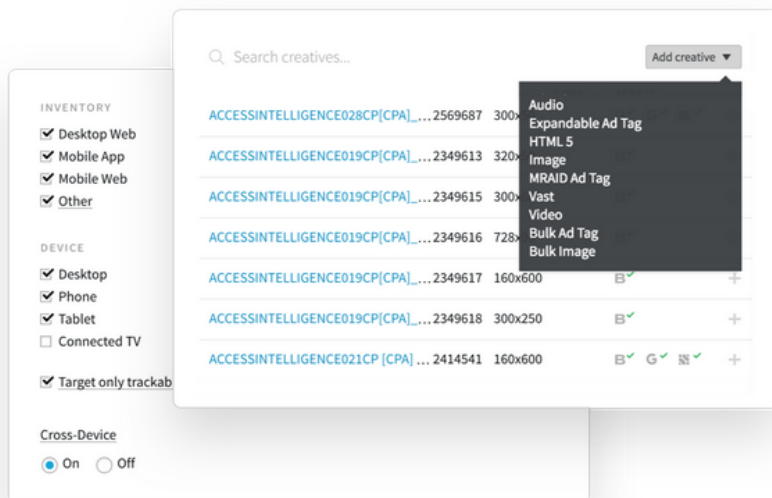 Search creatives...
Add creative
ACCESSINTELLIGENCE028CP[CPA]_... 2569687 300x
ACCESSINTELLIGENCE019CP[CPA]_... 2349613 320x
ACCESSINTELLIGENCE019CP[CPA]_... 2349615 300x
ACCESSINTELLIGENCE019CP[CPA]_... 2349616 728x
ACCESSINTELLIGENCE019CP[CPA]_... 2349617 160x600 B
ACCESSINTELLIGENCE019CP[CPA]_... 2349618 300x250 B
ACCESSINTELLIGENCE021CP [CPA] ... 2414541 160x600 B G
Audio
Expandable Ad Tag
HTML 5
Image
MRAID Ad Tag
Vast
Video
Bulk Ad Tag
Bulk Image
INVENTORY
Desktop Web
Mobile App
Mobile Web
Other
DEVICE
Desktop
Phone
Tablet
Connected TV
Target only trackab
Cross-Device
On Off